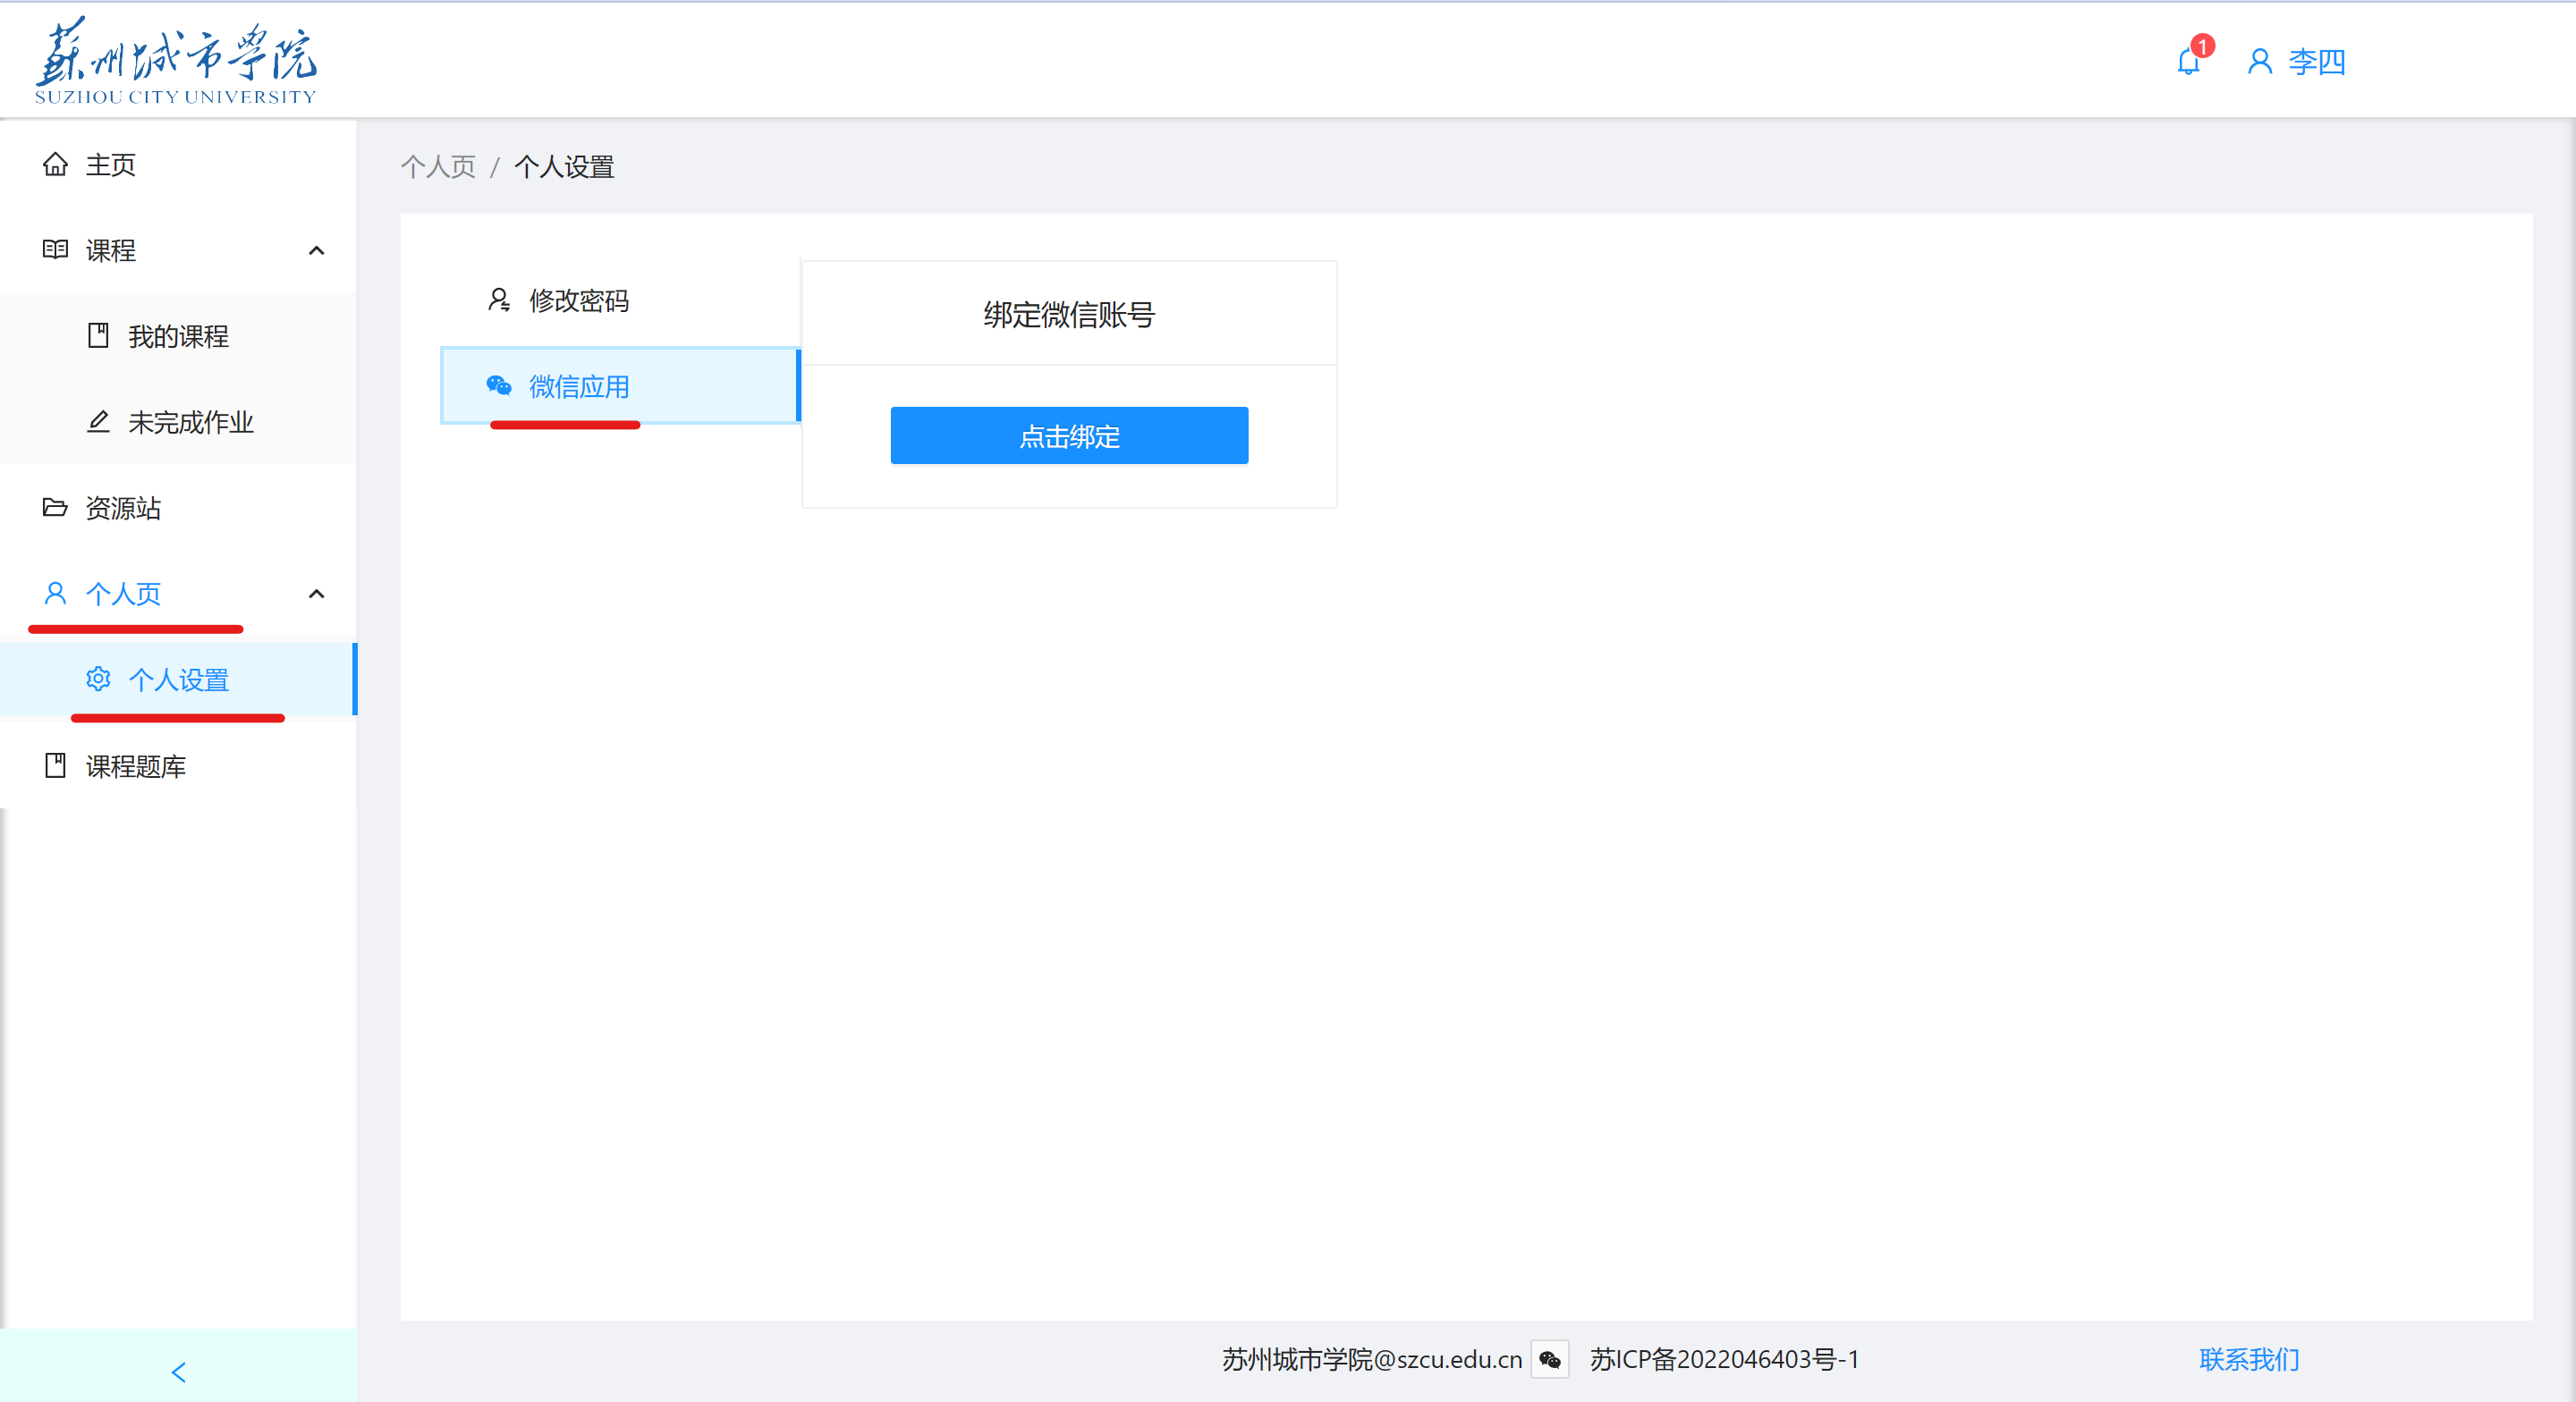 蘇州城市学院
SUZHOU CITY UNIVERSITY
1
李四
主页
课程
我的课程
未完成作业
资源站
个人页
个人设置
课程题库
个人页 / 个人设置
修改密码
微信应用
绑定微信账号
点击绑定
苏州城市学院@szcu.edu.cn 苏ICP备2022046403号-1
联系我们